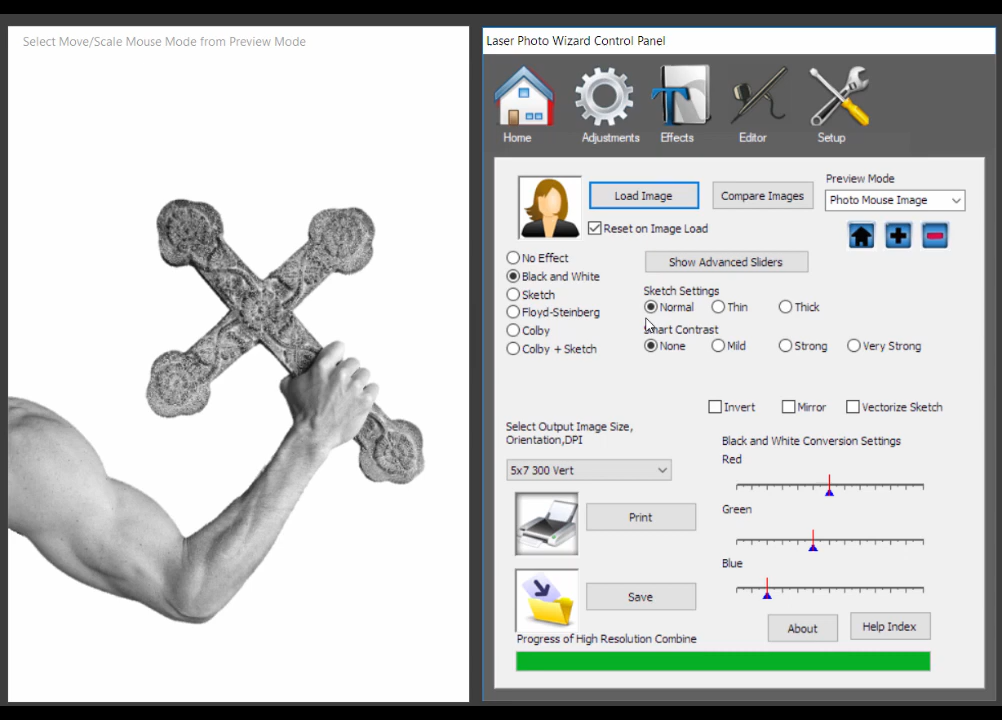 Select Move/Scale Mouse Mode from Preview Mode
Laser Photo Wizard Control Panel
Home
Adjustments
Effects
Editor
Setup
Load Image
Compare Images
Preview Mode
Photo Mouse Image
Reset on Image Load
No Effect
Black and White
Sketch
Floyd-Steinberg
Colby
Colby + Sketch
Show Advanced Sliders
Sketch Settings
Normal
Thin
Thick
Smart Contrast
None
Mild
Strong
Very Strong
Invert
Mirror
Vectorize Sketch
Select Output Image Size,
Orientation,DPI
5x7 300 Vert
Black and White Conversion Settings
Red
Green
Blue
Print
Save
About
Help Index
Progress of High Resolution Combine